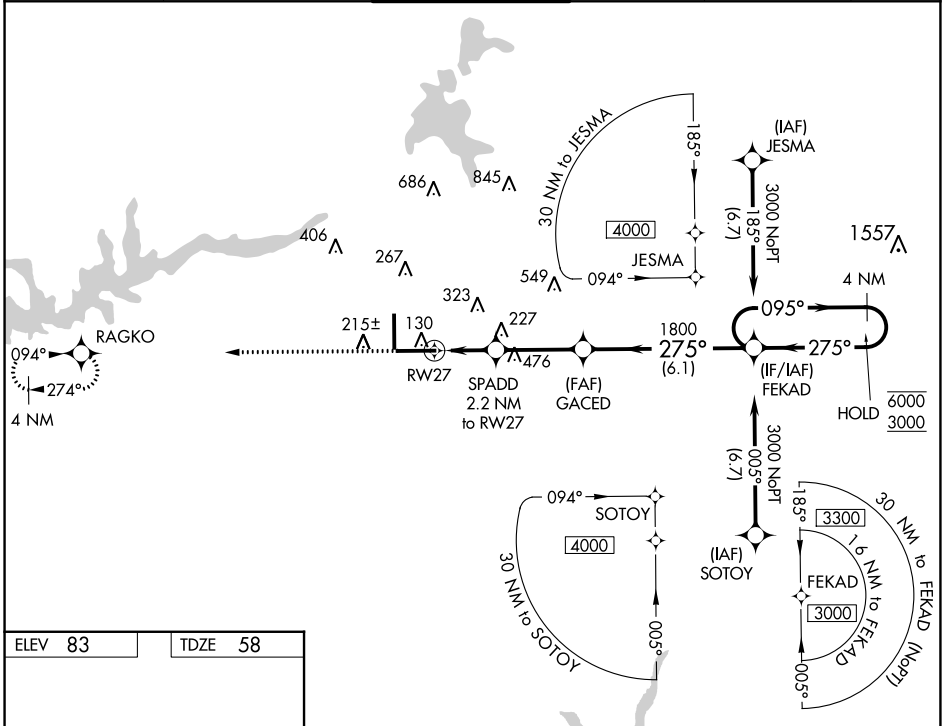 (IAF)
JESMA
30 NM to JESMA
185°
3000 NoPT
185°
(6.7)
686
845
4000
JESMA
094°
406
267
549
1557
4 NM
323
095°
RAGKO
215±
130
227
1800
275°
(6.1)
275°
094°
274°
4 NM
RW27
476
SPADD
2.2 NM
to RW27
(FAF)
GACED
(IF/IAF)
FEKAD
HOLD
6000
3000
3000 NoPT
005°
(6.7)
094°
SOTOY
4000
30 NM to SOTOY
005°
(IAF)
SOTOY
185°
3300
30 NM to FEKAD (NoPT)
16 NM to FEKAD
FEKAD
3000
005°
ELEV 83
TDZE 58